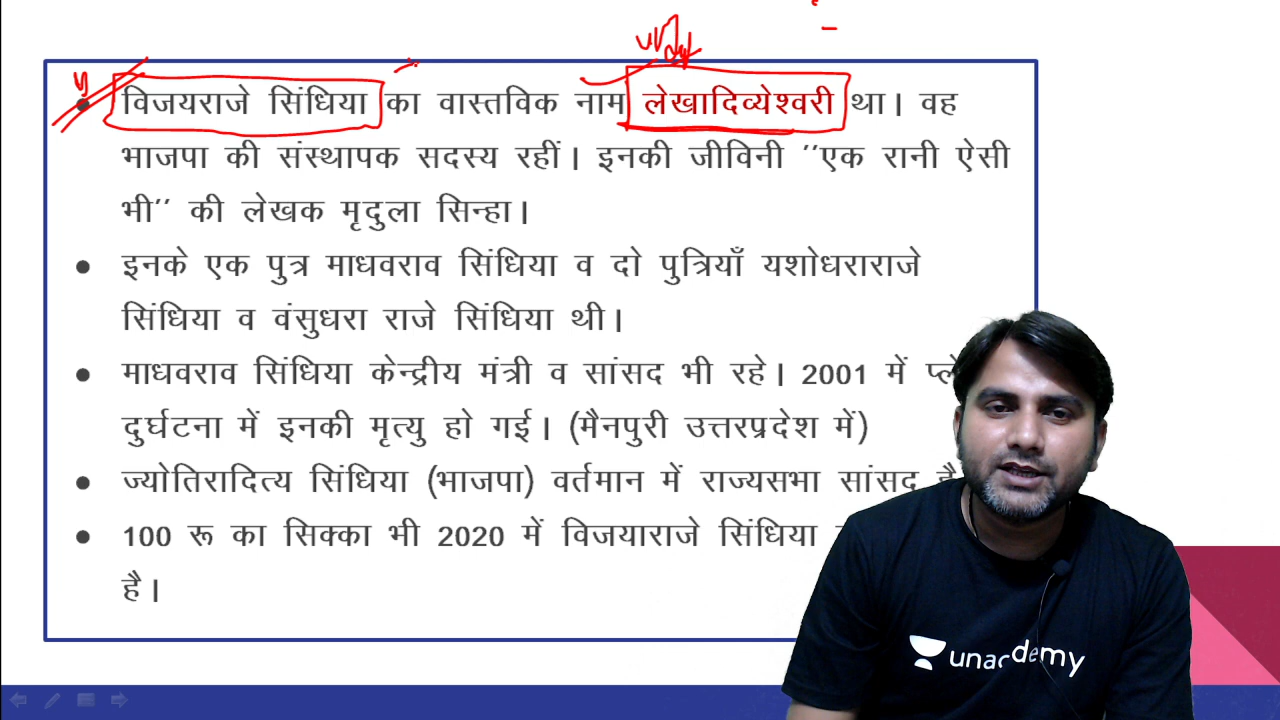 • विजयराजे सिंधिया का वास्तविक नाम लेखादिव्येश्वरी था। वह
भाजपा की संस्थापक सदस्य रहीं। इनकी जीविनी ''एक रानी ऐसी
भी'' की लेखक मृदुला सिन्हा।
• इनके एक पुत्र माधवराव सिंधिया व दो पुत्रियाँ यशोधराराजे
सिंधिया व वंसुधरा राजे सिंधिया थी।
• माधवराव सिंधिया केन्द्रीय मंत्री व सांसद भी रहे। 2001 में
दुर्घटना में इनकी मृत्यु हो गई। (मैनपुरी उत्तरप्रदेश में)
• ज्योतिरादित्य सिंधिया (भाजपा) वर्तमान में राज्यसभा सांसद
• 100 रू का सिक्का भी 2020 में विजयाराजे सिंधिया
है।
unacademy